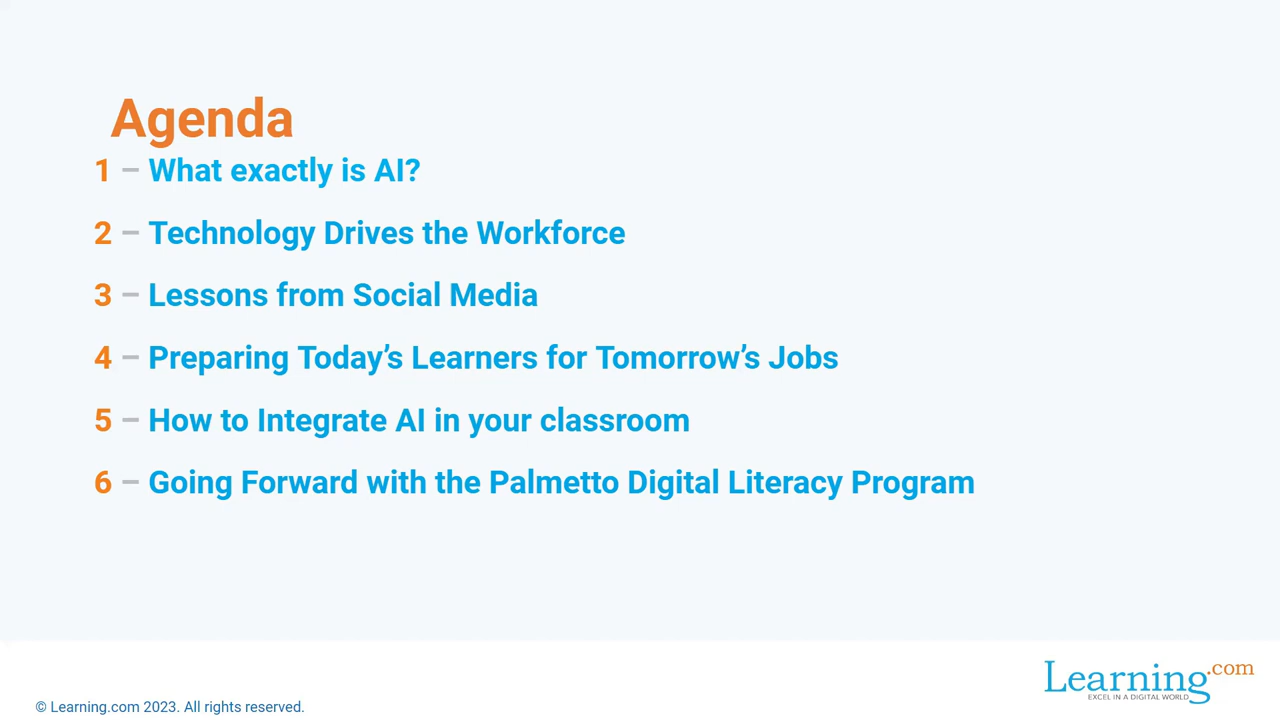 Agenda
1 – What exactly is AI?
2 – Technology Drives the Workforce
3 – Lessons from Social Media
4 – Preparing Today’s Learners for Tomorrow’s Jobs
5 – How to Integrate AI in your classroom
6 – Going Forward with the Palmetto Digital Literacy Program
Learning.com
EXCEL IN A DIGITAL WORLD
© Learning.com 2023. All rights reserved.